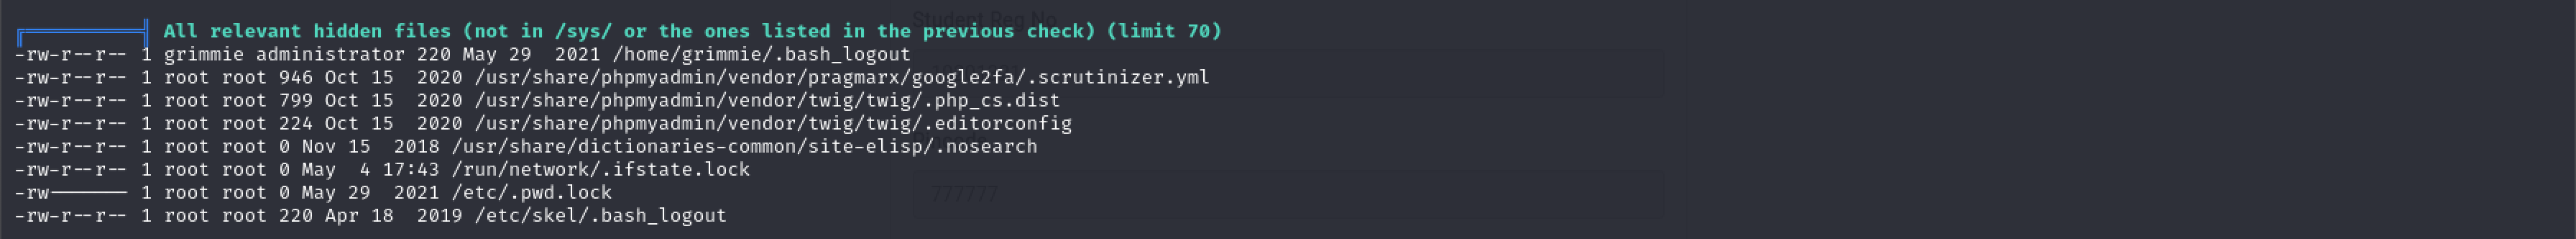 All relevant hidden files (not in /sys/ or the ones listed in the previous check) (limit 70)
-rw-r--r-- 1 grimmie administrator 220 May 29  2021 /home/grimmie/.bash_logout
-rw-r--r-- 1 root root 946 Oct 15  2020 /usr/share/phpmyadmin/vendor/pragmarx/google2fa/.scrutinizer.yml
-rw-r--r-- 1 root root 799 Oct 15  2020 /usr/share/phpmyadmin/vendor/twig/twig/.php_cs.dist
-rw-r--r-- 1 root root 224 Oct 15  2020 /usr/share/phpmyadmin/vendor/twig/twig/.editorconfig
-rw-r--r-- 1 root root 0 Nov 15  2018 /usr/share/dictionaries-common/site-elisp/.nosearch
-rw-r--r-- 1 root root 0 May  4 17:43 /run/network/.ifstate.lock
-rw------- 1 root root 0 May 29  2021 /etc/.pwd.lock
-rw-r--r-- 1 root root 220 Apr 18  2019 /etc/skel/.bash_logout
Student Reg No
777777